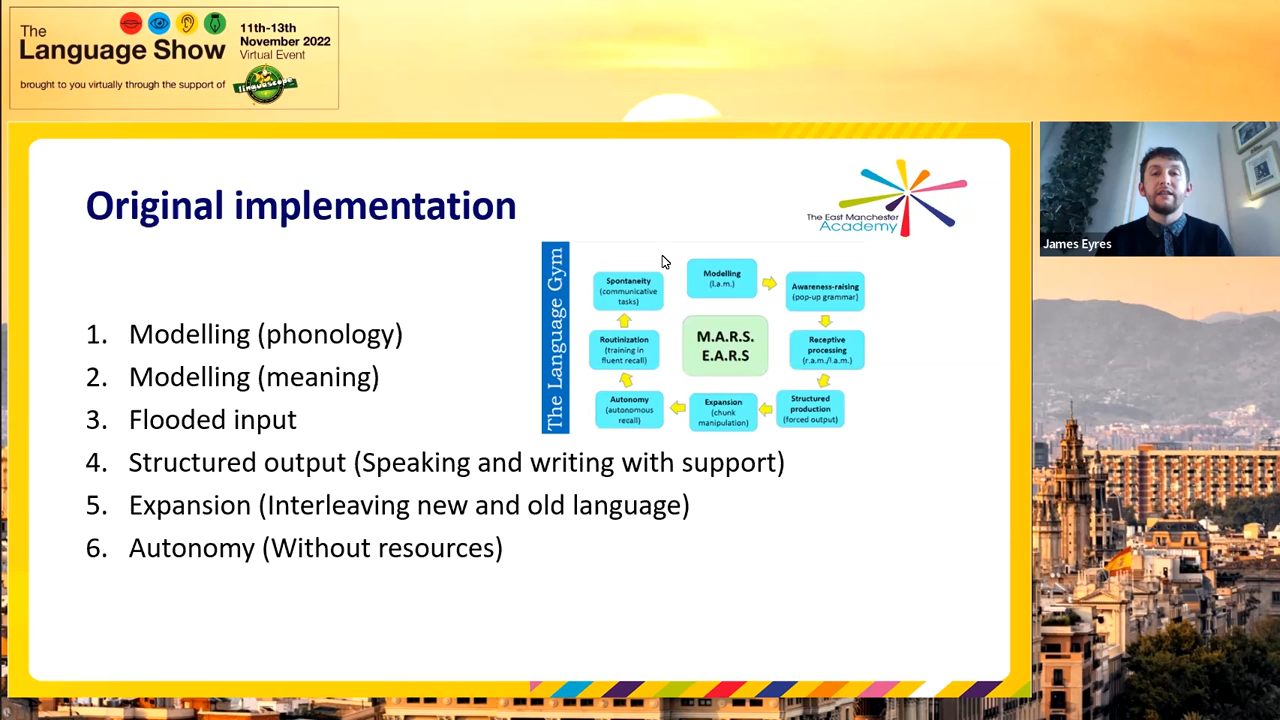 The
Language Show
11th-13th
November 2022
Virtual Event
brought to you virtually through the support of
linguascope
Original implementation
The East Manchester
Academy
James Eyres
The Language Gym
Modelling
(l.a.m.)
Awareness-raising
(pop-up grammar)
Receptive
processing
(r.a.m./l.a.m.)
Structured
production
(forced output)
Expansion
(chunk
manipulation)
Autonomy
(autonomous
recall)
Routinization
(training in
fluent recall)
Spontaneity
(communicative
tasks)
M.A.R.S.
E.A.R.S
1. Modelling (phonology)
2. Modelling (meaning)
3. Flooded input
4. Structured output (Speaking and writing with support)
5. Expansion (Interleaving new and old language)
6. Autonomy (Without resources)